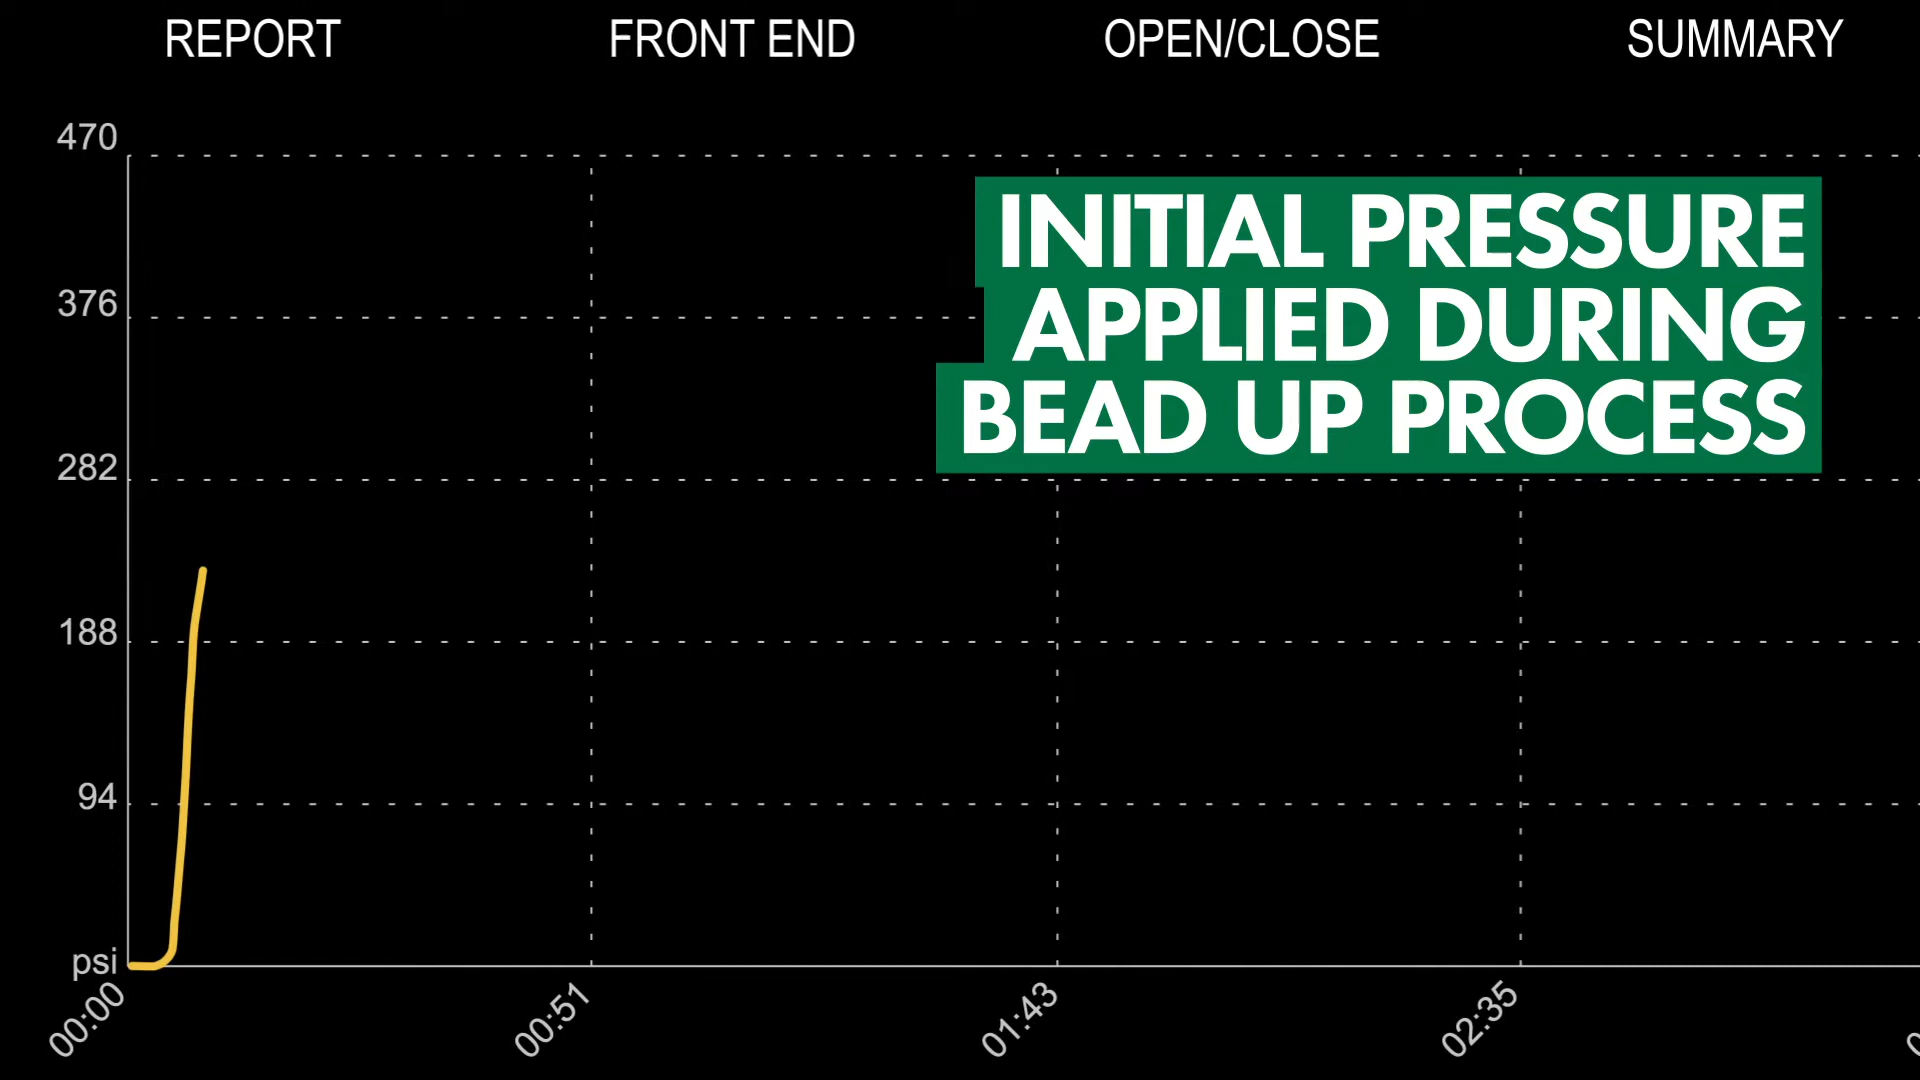 REPORT FRONT END OPEN/CLOSE SUMMARY
470
INITIAL PRESSURE
APPLIED DURING
BEAD UP PROCESS
376
282
188
94
psi
00:00 00:51 01:43 02:35